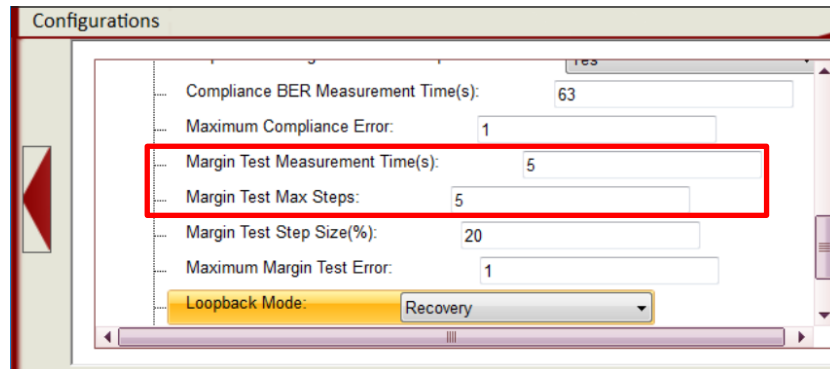 Configurations
Yes
Compliance BER Measurement Time(s): 63
Maximum Compliance Error: 1
Margin Test Measurement Time(s): 5
Margin Test Max Steps: 5
Margin Test Step Size(%): 20
Maximum Margin Test Error: 1
Loopback Mode: Recovery